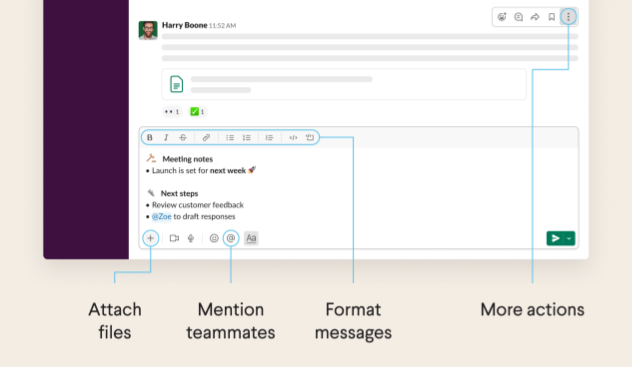 Harry Boone 11:52 AM
1 1
B I S
Meeting notes
• Launch is set for next week
Next steps
• Review customer feedback
• @Zoe to draft responses
+ @ Aa
Attach
files
Mention
teammates
Format
messages
More actions